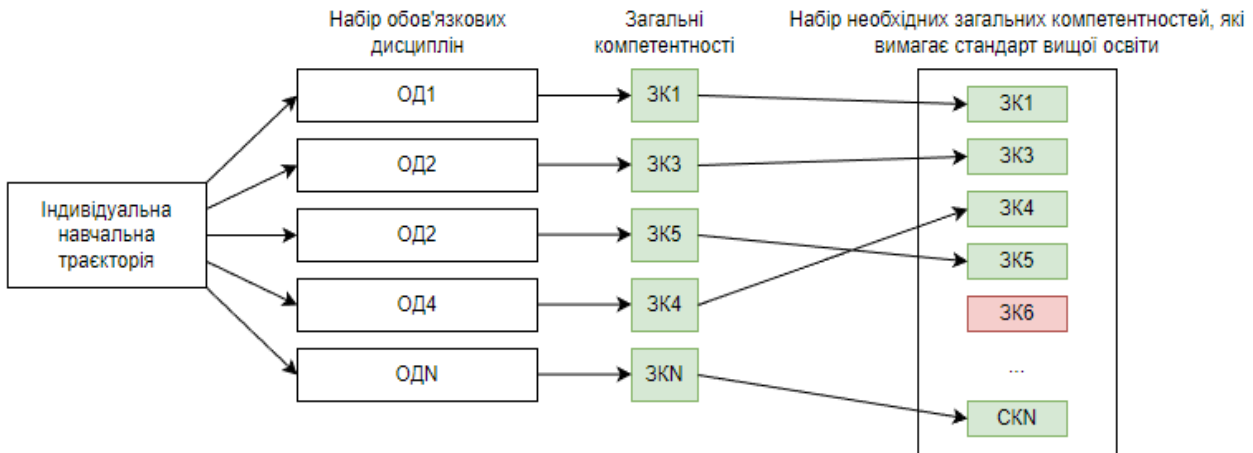 Набір обов'язкових
дисциплін
Загальні
компетентності
Набір необхідних загальних компетентностей, які
вимагає стандарт вищої освіти
Індивідуальна
навчальна
траєкторія
ОД1
ЗК1
ЗК1
ОД2
ЗК3
ЗК3
ОД2
ЗК5
ЗК4
ОД4
ЗК4
ЗК5
ОДN
ЗКN
ЗК6
...
СКN